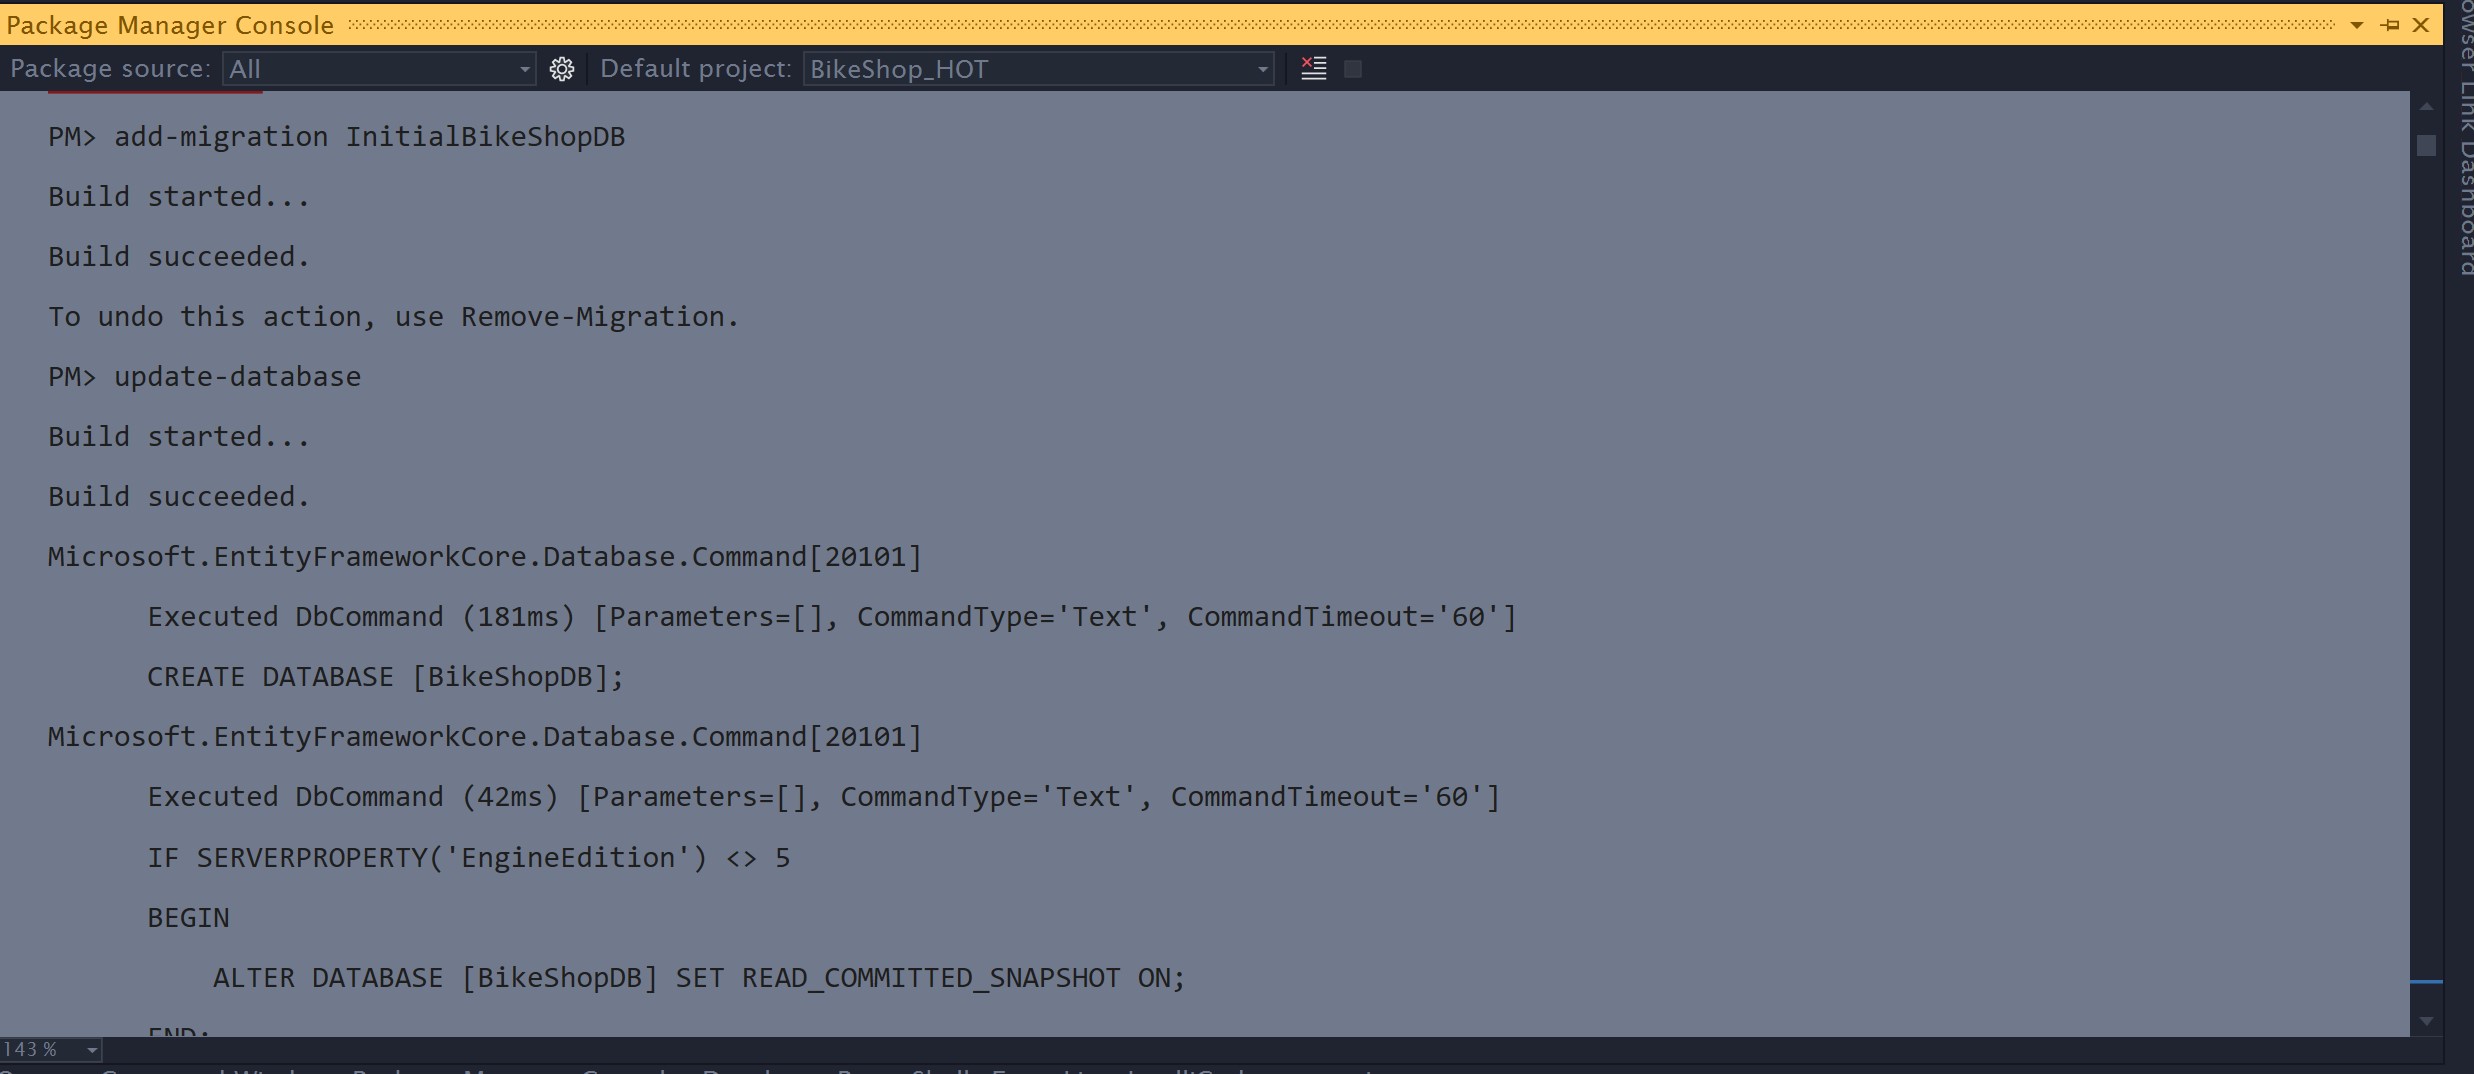 Package Manager Console
Package source: All Default project: BikeShop_HOT
PM> add-migration InitialBikeShopDB
Build started...
Build succeeded.
To undo this action, use Remove-Migration.
PM> update-database
Build started...
Build succeeded.
Microsoft.EntityFrameworkCore.Database.Command[20101]
      Executed DbCommand (181ms) [Parameters=[], CommandType='Text', CommandTimeout='60']
      CREATE DATABASE [BikeShopDB];
Microsoft.EntityFrameworkCore.Database.Command[20101]
      Executed DbCommand (42ms) [Parameters=[], CommandType='Text', CommandTimeout='60']
      IF SERVERPROPERTY('EngineEdition') <> 5
      BEGIN
          ALTER DATABASE [BikeShopDB] SET READ_COMMITTED_SNAPSHOT ON;
      END;
143 %
Link Dashboard